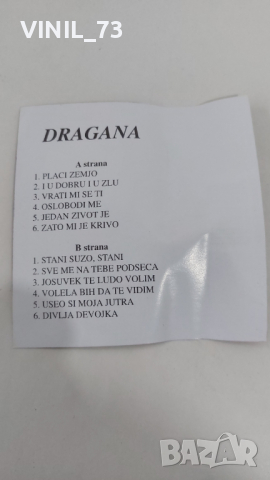 VINIL_73
DRAGANA
A strana
1. PLACI ZEMJO
2. I U DOBRU I U ZLU
3. VRATI MI SE TI
4. OSLOBODI ME
5. JEDAN ZIVOT JE
6. ZATO MI JE KRIVO
B strana
1. STANI SUZO, STANI
2. SVE ME NA TEBE PODSECA
3. JOSUVEK TE LUDO VOLIM
4. VOLELA BIH DA TE VIDIM
5. USEO SI MOJA JUTRA
6. DIVLJA DEVOJKA
BAZAR